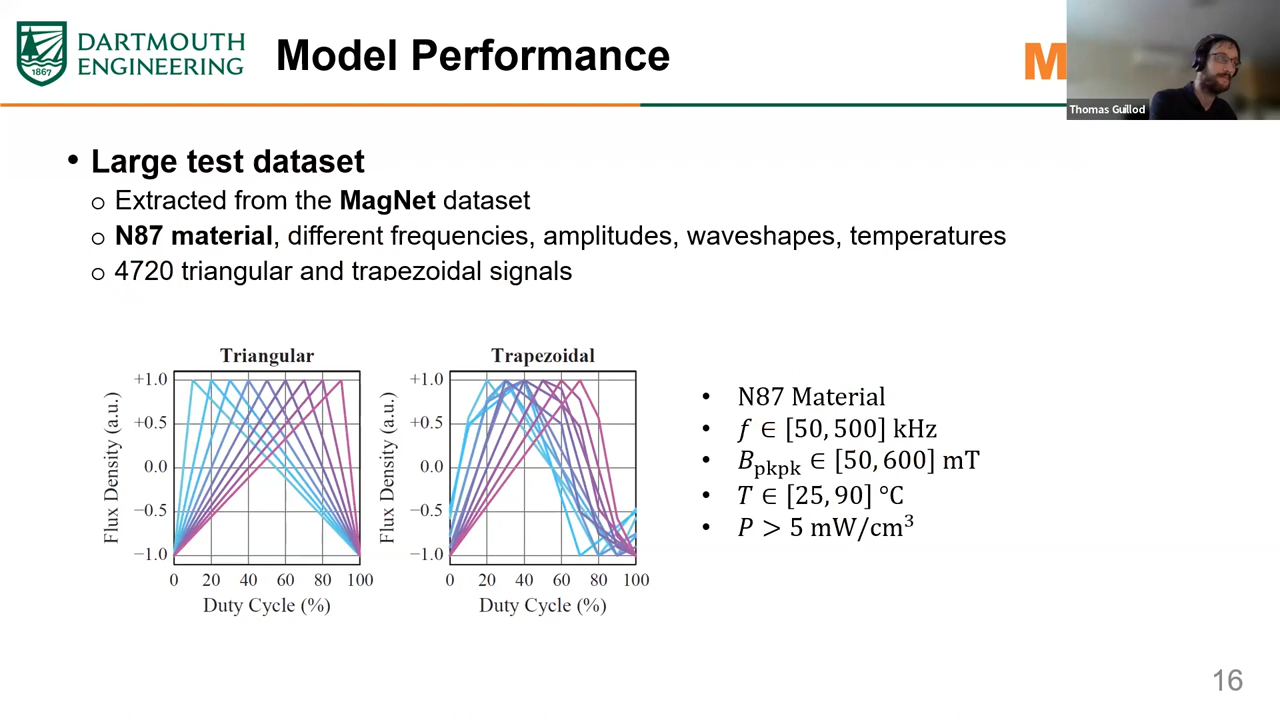 DARTMOUTH
ENGINEERING
1867
Model Performance
M
Thomas Guillod
• Large test dataset
o Extracted from the MagNet dataset
o N87 material, different frequencies, amplitudes, waveshapes, temperatures
o 4720 triangular and trapezoidal signals
Triangular
Flux Density (a.u.)
+1.0
+0.5
0.0
−0.5
−1.0
0 20 40 60 80 100
Duty Cycle (%)
Trapezoidal
Flux Density (a.u.)
+1.0
+0.5
0.0
−0.5
−1.0
0 20 40 60 80 100
Duty Cycle (%)
• N87 Material
• f ∈ [50, 500] kHz
• Bpkpk ∈ [50, 600] mT
• T ∈ [25, 90] °C
• P > 5 mW/cm³
16